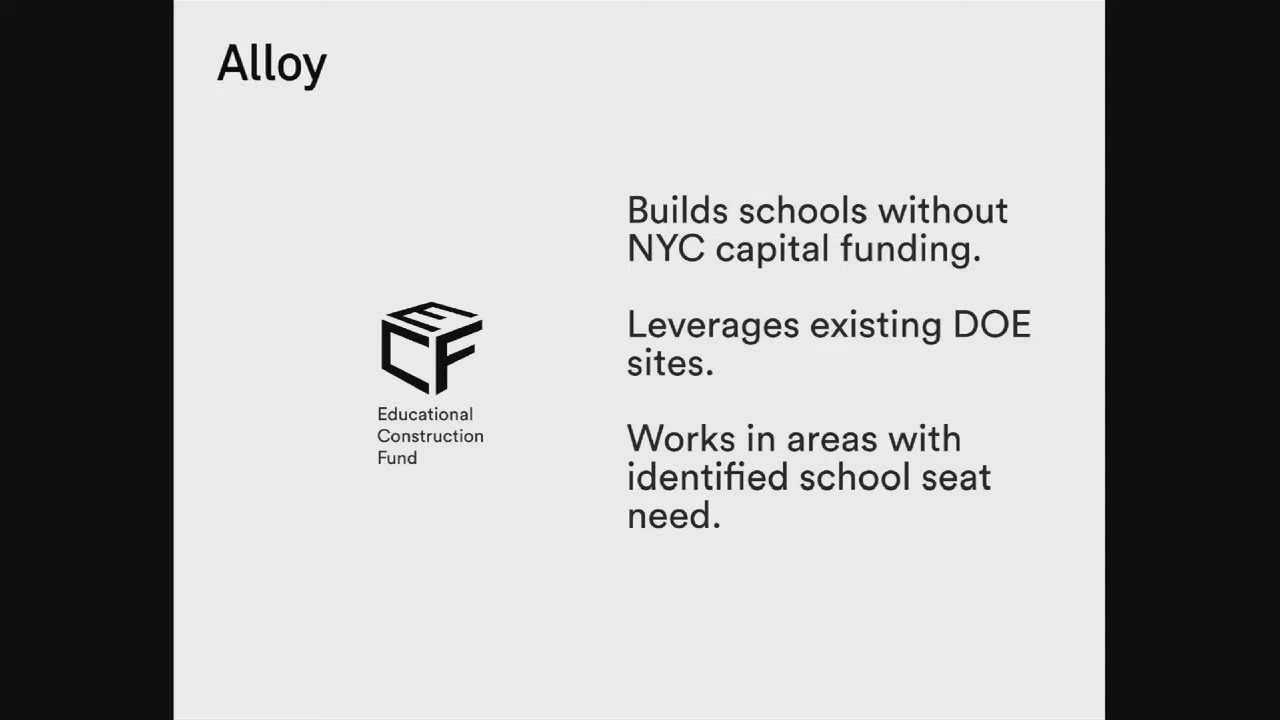 Alloy
Builds schools without
NYC capital funding.
Leverages existing DOE
sites.
Works in areas with
identified school seat
need.
ECF
Educational
Construction
Fund